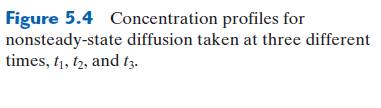 Figure 5.4 Concentration profiles for
nonsteady-state diffusion taken at three different
times, t₁, t₂, and t₃.